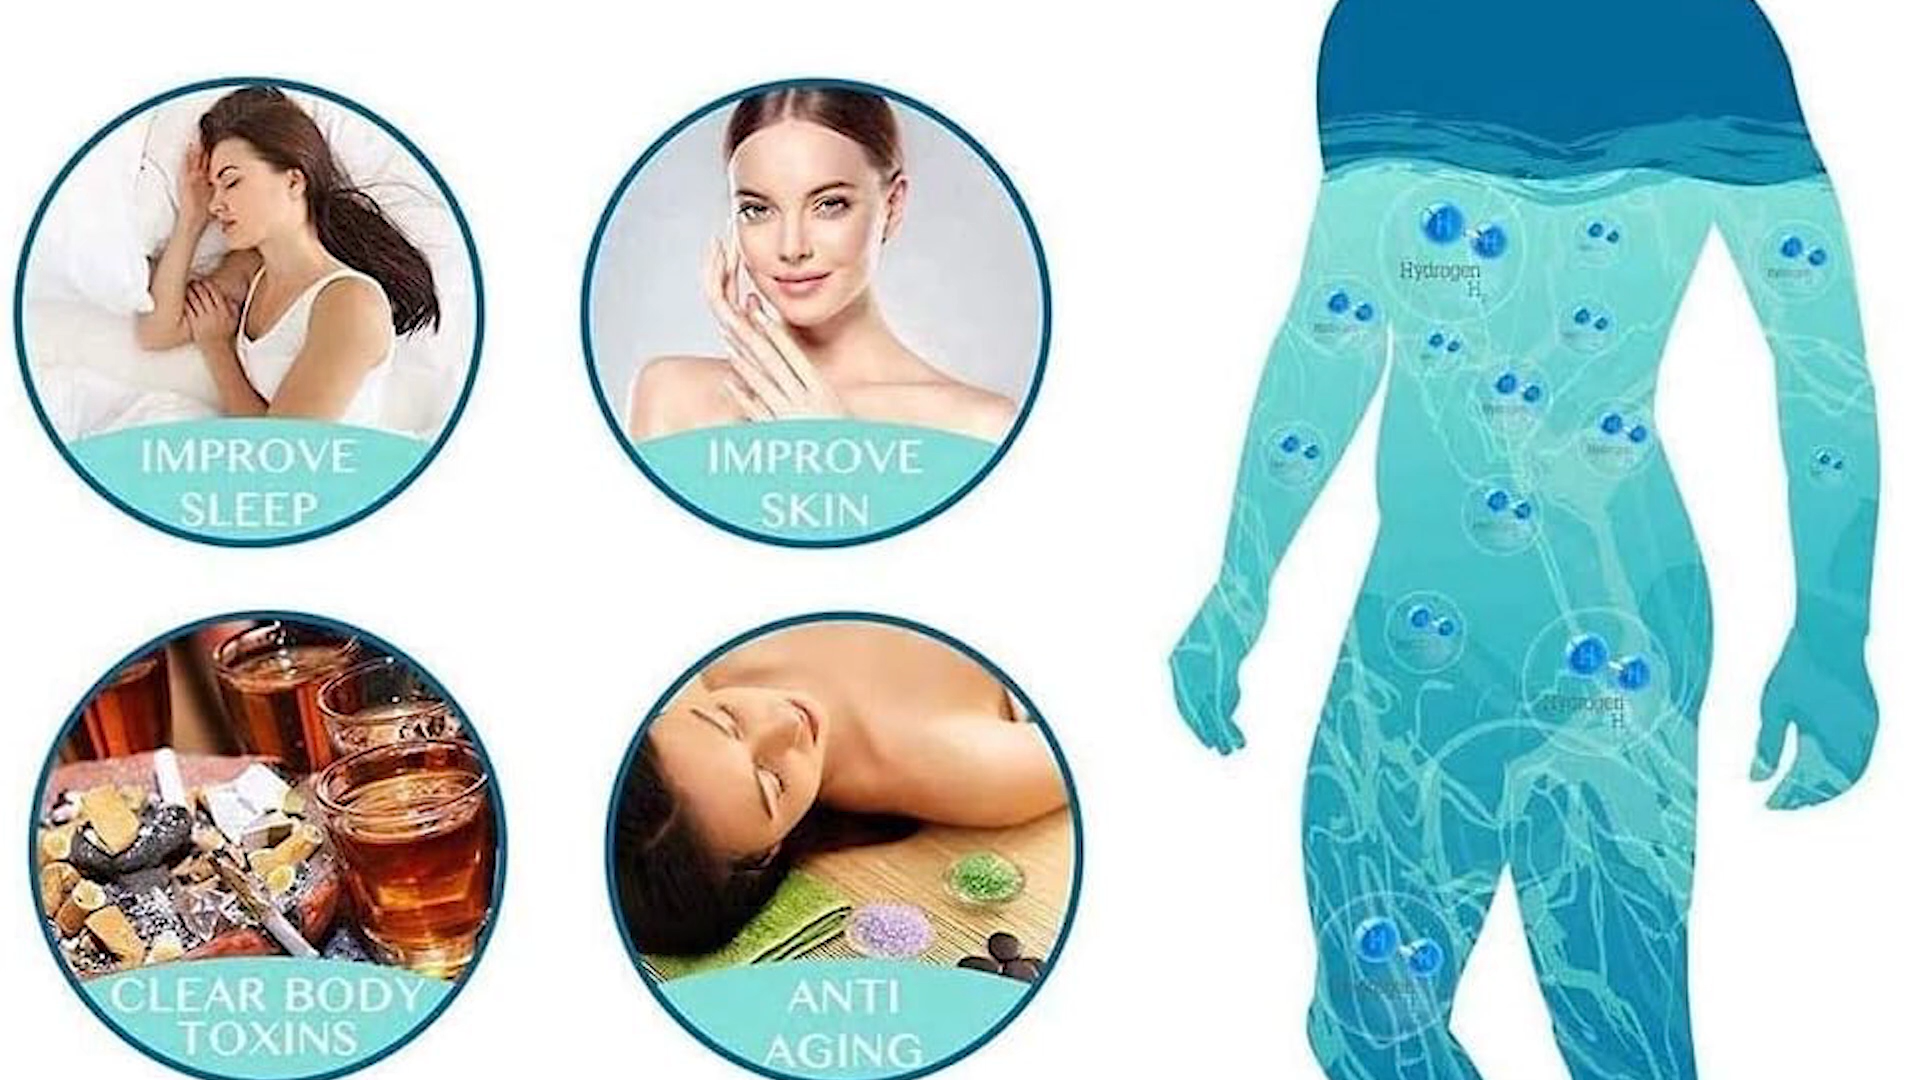 IMPROVE
SLEEP
IMPROVE
SKIN
CLEAR BODY
TOXINS
ANTI
AGING
Hydrogen
H₂
Hydrogen
H